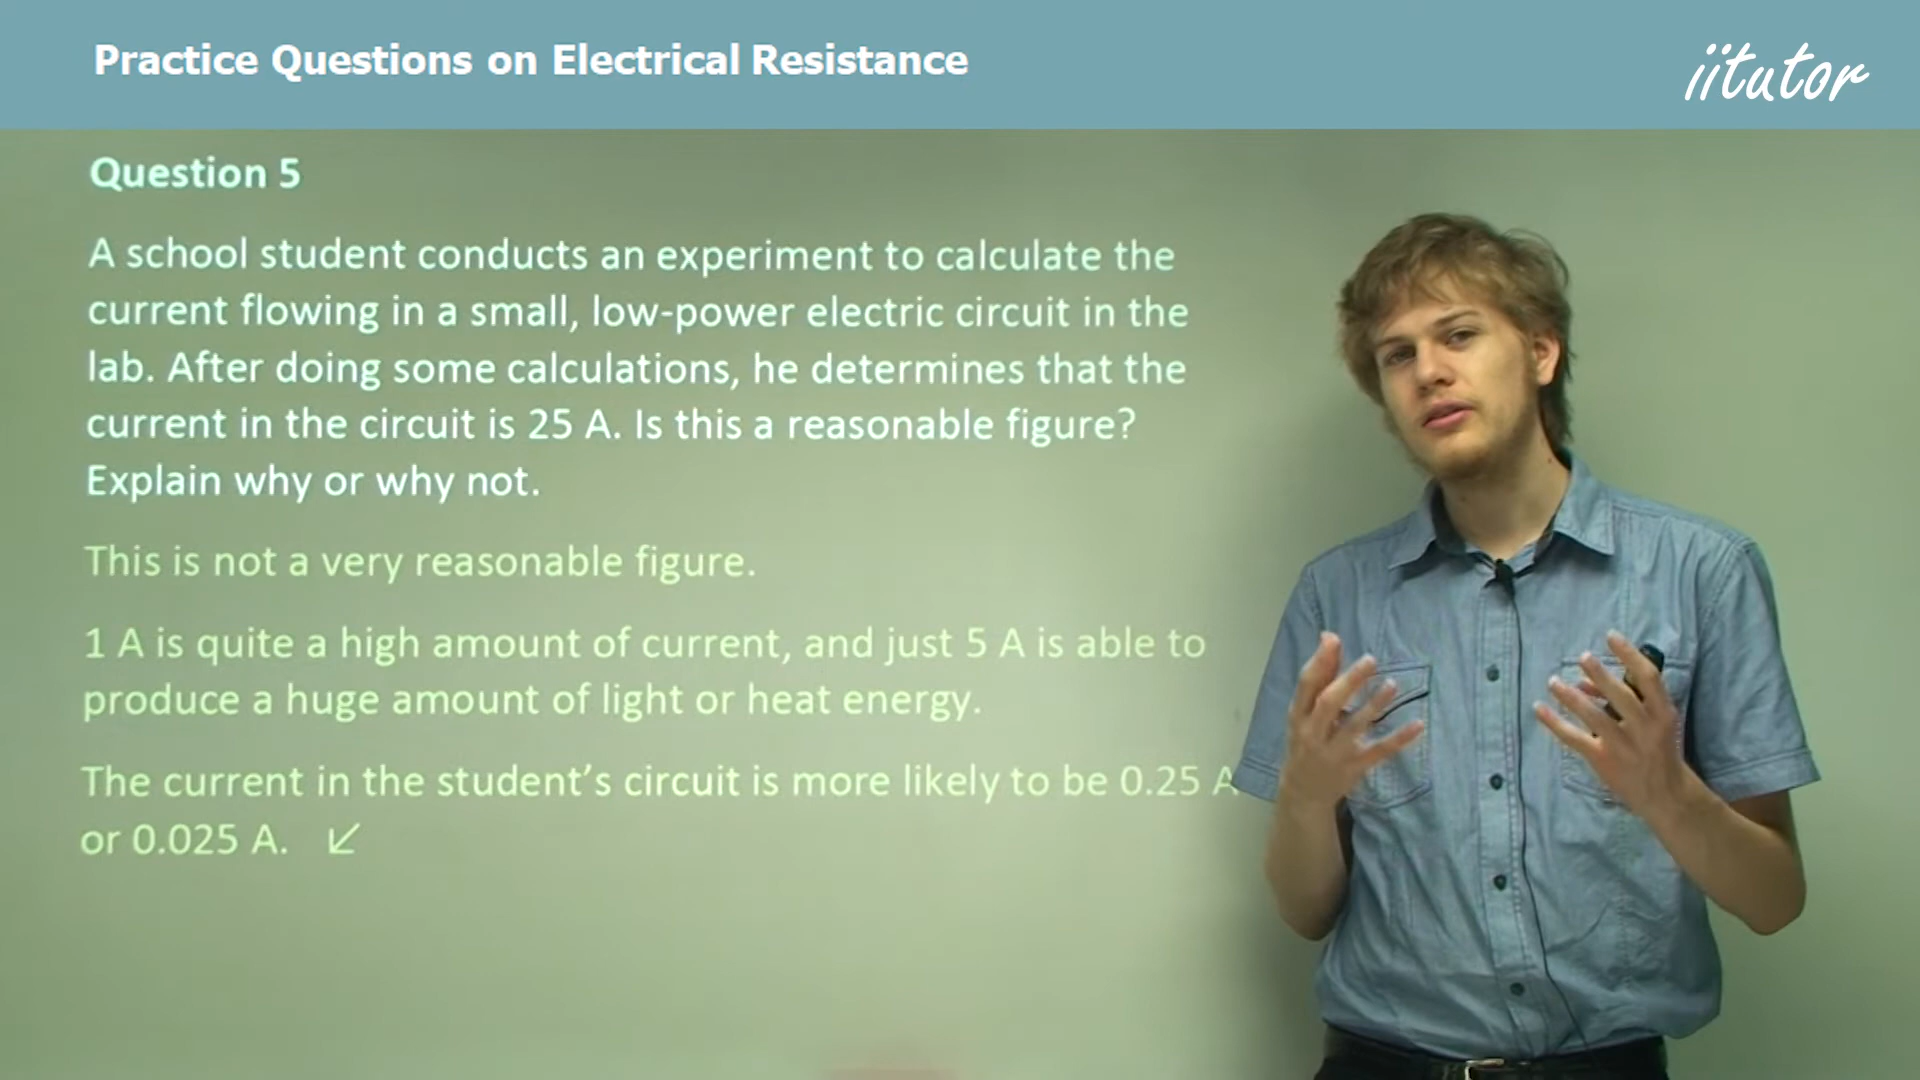 Practice Questions on Electrical Resistance
iitutor
Question 5
A school student conducts an experiment to calculate the
current flowing in a small, low-power electric circuit in the
lab. After doing some calculations, he determines that the
current in the circuit is 25 A. Is this a reasonable figure?
Explain why or why not.
This is not a very reasonable figure.
1 A is quite a high amount of current, and just 5 A is able to
produce a huge amount of light or heat energy.
The current in the student’s circuit is more likely to be 0.25 A
or 0.025 A.